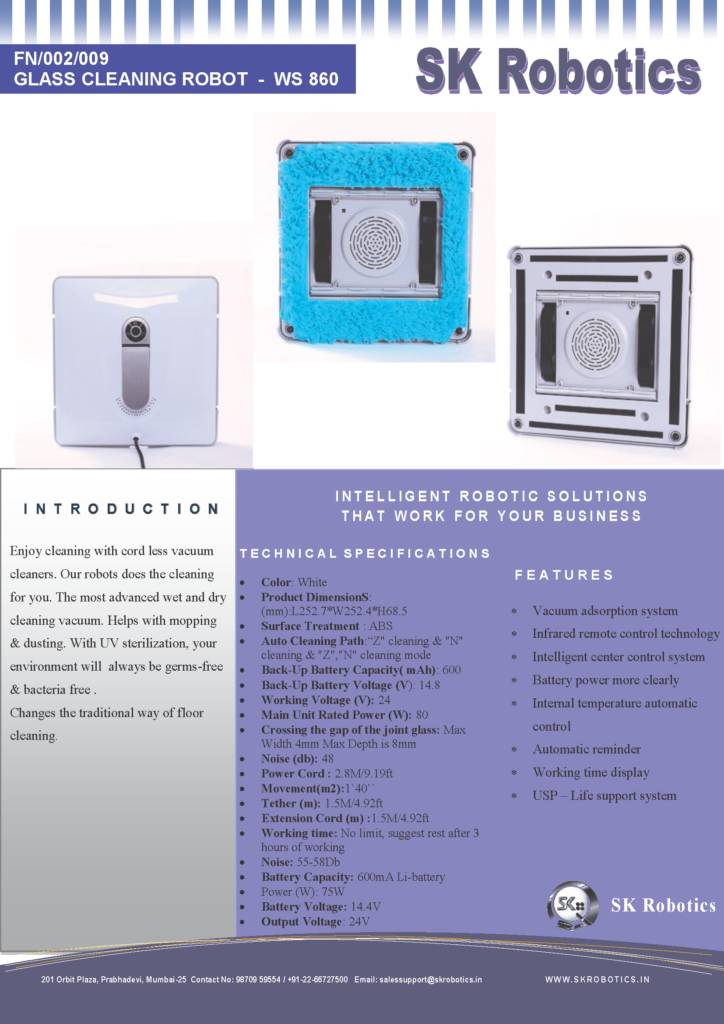 FN/002/009
GLASS CLEANING ROBOT - WS 860
SK Robotics
INTRODUCTION
Enjoy cleaning with cord less vacuum
cleaners. Our robots does the cleaning
for you. The most advanced wet and dry
cleaning vacuum. Helps with mopping
& dusting. With UV sterilization, your
environment will always be germs-free
& bacteria free .
Changes the traditional way of floor
cleaning.
INTELLIGENT ROBOTIC SOLUTIONS
THAT WORK FOR YOUR BUSINESS
TECHNICAL SPECIFICATIONS
• Color: White
• Product DimensionS:
(mm):L252.7*W252.4*H68.5
• Surface Treatment : ABS
• Auto Cleaning Path:"Z" cleaning & "N"
cleaning & "Z","N" cleaning mode
• Back-Up Battery Capacity( mAh): 600
• Back-Up Battery Voltage (V): 14.8
• Working Voltage (V): 24
• Main Unit Rated Power (W): 80
• Crossing the gap of the joint glass: Max
Width 4mm Max Depth is 8mm
• Noise (db): 48
• Power Cord : 2.8M/9.19ft
• Movement(m2):1`40``
• Tether (m): 1.5M/4.92ft
• Extension Cord (m) :1.5M/4.92ft
• Working time: No limit, suggest rest after 3
hours of working
• Noise: 55-58Db
• Battery Capacity: 600mA Li-battery
• Power (W): 75W
• Battery Voltage: 14.4V
• Output Voltage: 24V
FEATURES
* Vacuum adsorption system
* Infrared remote control technology
* Intelligent center control system
* Battery power more clearly
* Internal temperature automatic
control
* Automatic reminder
* Working time display
* USP – Life support system
SK
SK Robotics
201 Orbit Plaza, Prabhadevi, Mumbai-25 Contact No: 98709 59554 / +91-22-66727500 Email: salessupport@skrobotics.in
WWW.SKROBOTICS.IN